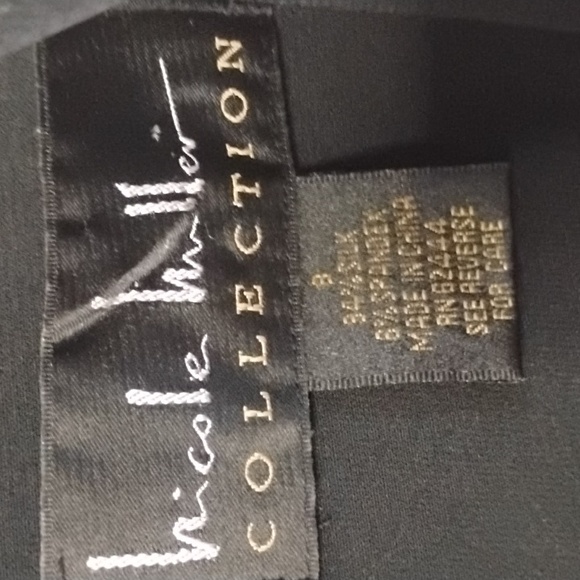 nicole miller
COLLECTION
8
94%SILK
6%SPANDEX
MADE IN CHINA
RN 82444
SEE REVERSE
FOR CARE